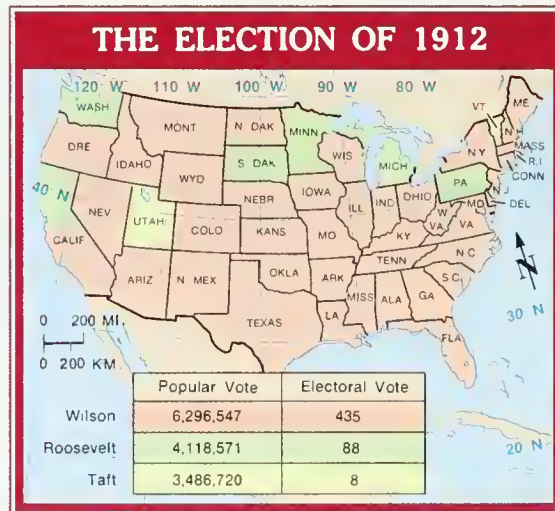 THE ELECTION OF 1912
120 W 110 W 100 W 90 W 80 W
WASH
MONT
N DAK
MINN
VT
ME
N H
ORE
IDAHO
WYD
S DAK
WIS
MICH
N Y
MASS
R.I
CONN
40 N
NEV
UTAH
COLO
NEBR
IOWA
ILL
IND
OHIO
PA
N J
DEL
MD
W
VA
VA
CALIF
KANS
MO
KY
N C
TENN
ARIZ
N MEX
OKLA
ARK
S C
MISS
ALA
GA
N
TEXAS
LA
FLA
30 N
0 200 MI.
0 200 KM.
20 N
Popular Vote Electoral Vote
Wilson 6,296,547 435
Roosevelt 4,118,571 88
Taft 3,486,720 8